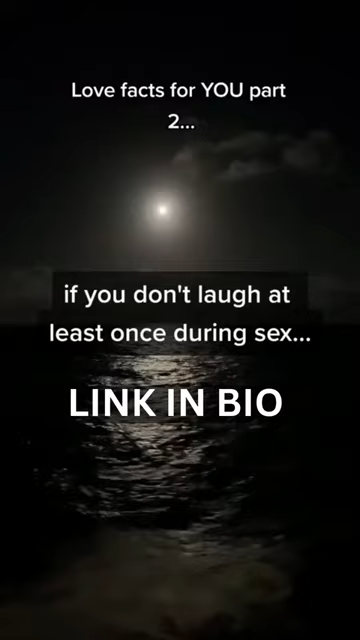 Love facts for YOU part
2...
if you don't laugh at
least once during sex...
LINK IN BIO